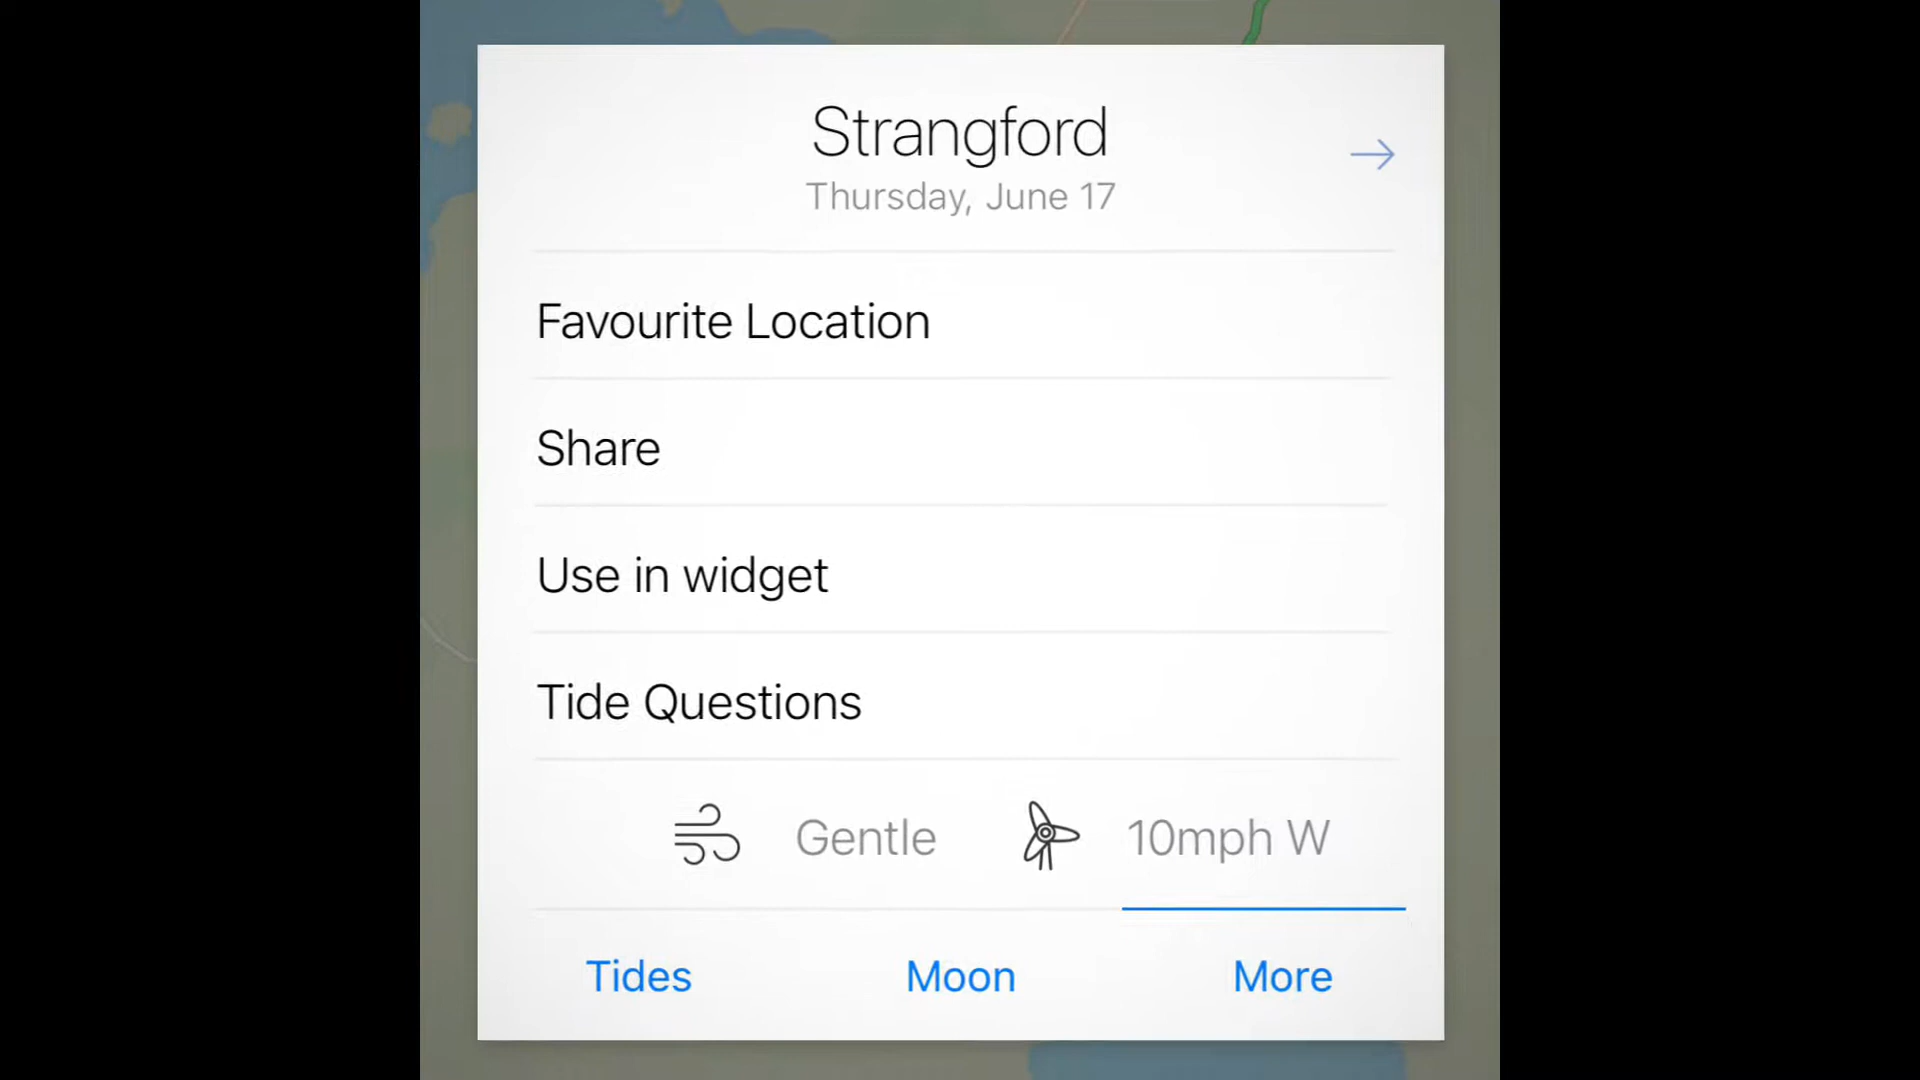 Strangford
Thursday, June 17
Favourite Location
Share
Use in widget
Tide Questions
Gentle 10mph W
Tides Moon More